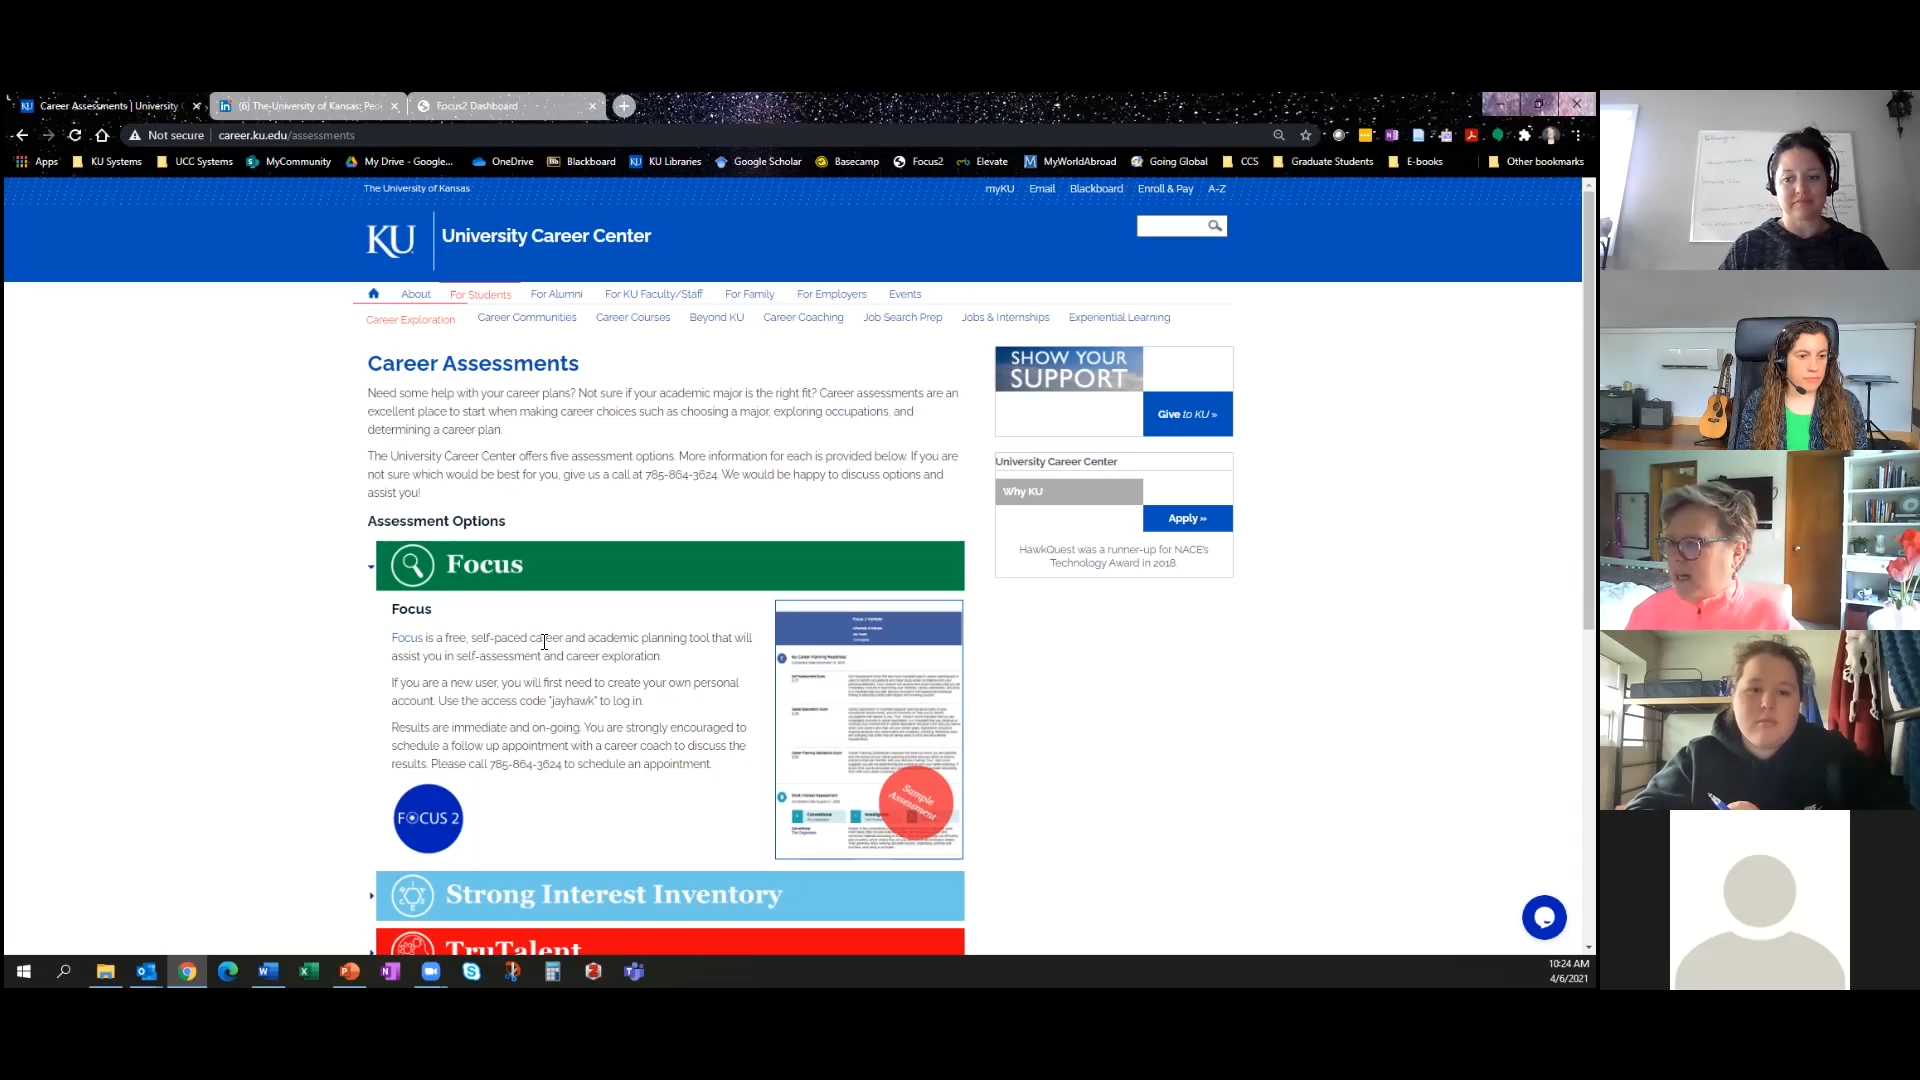 Career Assessments | University
(6) The University of Kansas: Peo
Focus2 Dashboard
Not secure
career.ku.edu/assessments
Apps
KU Systems
UCC Systems
MyCommunity
My Drive - Google...
OneDrive
Blackboard
KU Libraries
Google Scholar
Basecamp
Focus2
Elevate
MyWorldAbroad
Going Global
CCS
Graduate Students
E-books
Other bookmarks
The University of Kansas
myKU
Email
Blackboard
Enroll & Pay
A-Z
KU
University Career Center
About
For Students
For Alumni
For KU Faculty/Staff
For Family
For Employers
Events
Career Exploration
Career Communities
Career Courses
Beyond KU
Career Coaching
Job Search Prep
Jobs & Internships
Experiential Learning
Career Assessments
Need some help with your career plans? Not sure if your academic major is the right fit? Career assessments are an
excellent place to start when making career choices such as choosing a major, exploring occupations, and
determining a career plan.
The University Career Center offers five assessment options. More information for each is provided below. If you are
not sure which would be best for you, give us a call at 785-864-3624. We would be happy to discuss options and
assist you!
Assessment Options
Focus
Focus
Focus is a free, self-paced career and academic planning tool that will
assist you in self-assessment and career exploration.
If you are a new user, you will first need to create your own personal
account. Use the access code "jayhawk" to log in.
Results are immediate and on-going. You are strongly encouraged to
schedule a follow up appointment with a career coach to discuss the
results. Please call 785-864-3624 to schedule an appointment.
FOCUS 2
Sample
Assessment
Strong Interest Inventory
TruTalent
SHOW YOUR
SUPPORT
Give to KU »
University Career Center
Why KU
Apply »
HawkQuest was a runner-up for NACE's
Technology Award in 2018.
10:24 AM
4/6/2021